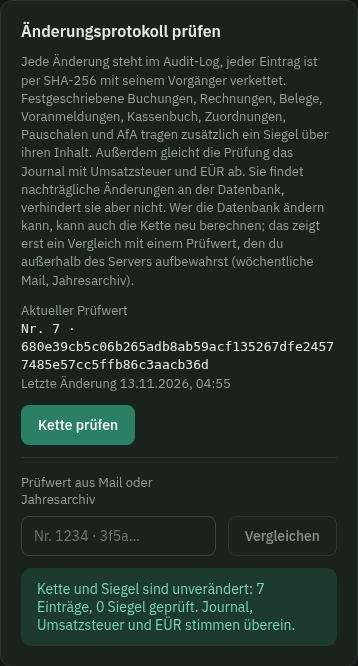 Änderungsprotokoll prüfen
Jede Änderung steht im Audit-Log, jeder Eintrag ist
per SHA-256 mit seinem Vorgänger verkettet.
Festgeschriebene Buchungen, Rechnungen, Belege,
Voranmeldungen, Kassenbuch, Zuordnungen,
Pauschalen und AfA tragen zusätzlich ein Siegel über
ihren Inhalt. Außerdem gleicht die Prüfung das
Journal mit Umsatzsteuer und EÜR ab. Sie findet
nachträgliche Änderungen an der Datenbank,
verhindert sie aber nicht. Wer die Datenbank ändern
kann, kann auch die Kette neu berechnen; das zeigt
erst ein Vergleich mit einem Prüfwert, den du
außerhalb des Servers aufbewahrst (wöchentliche
Mail, Jahresarchiv).
Aktueller Prüfwert
Nr. 7 ·
680e39cb5c06b265adb8ab59acf135267dfe2457
7485e57cc5ffb86c3aacb36d
Letzte Änderung 13.11.2026, 04:55
Kette prüfen
Prüfwert aus Mail oder
Jahresarchiv
Nr. 1234 · 3f5a…
Vergleichen
Kette und Siegel sind unverändert: 7
Einträge, 0 Siegel geprüft. Journal,
Umsatzsteuer und EÜR stimmen überein.